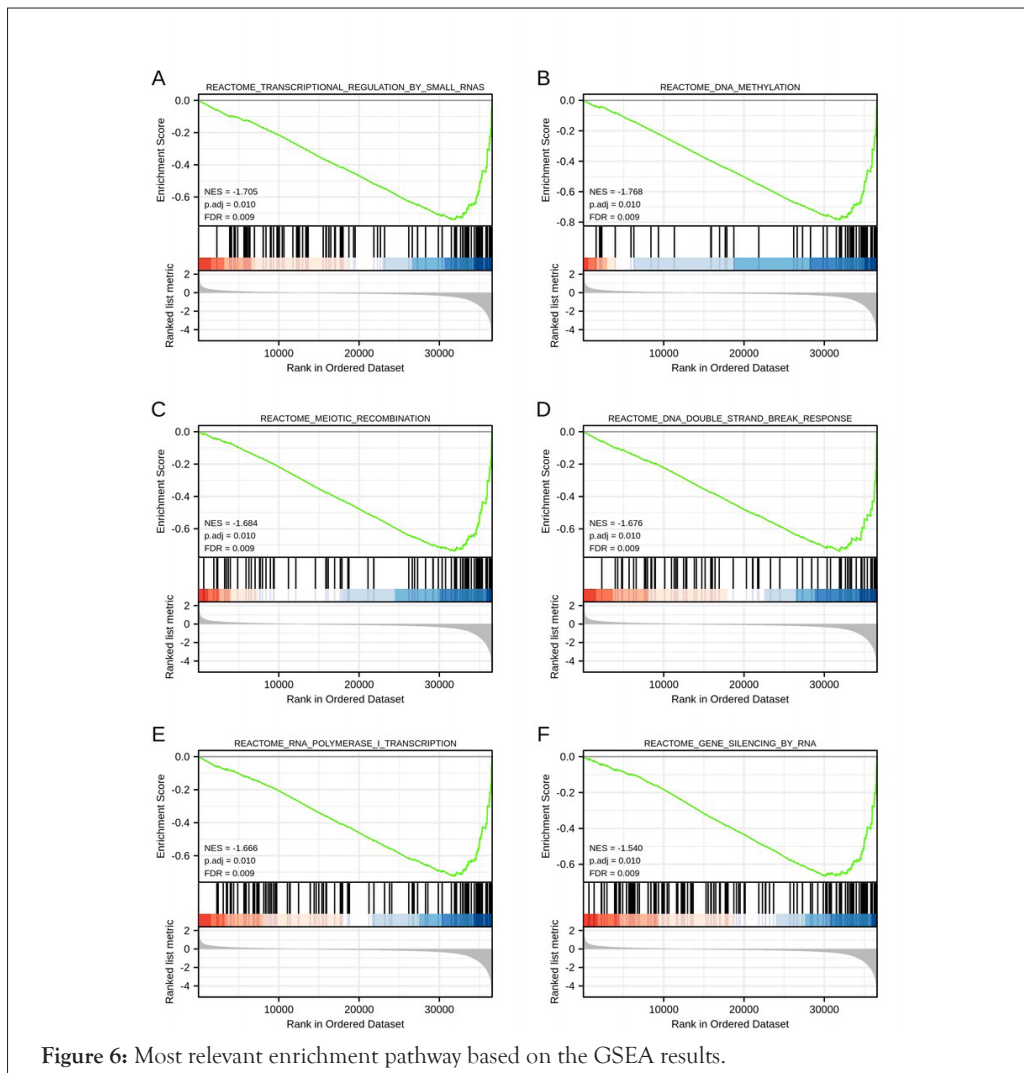 A
REACTOME_TRANSCRIPTIONAL_REGULATION_BY_SMALL_RNAS
0.0
-0.2
-0.4
-0.6
Enrichment Score
NES = -1.705
p.adj = 0.010
FDR = 0.009
2
0
-2
-4
Ranked list metric
10000 20000 30000
Rank in Ordered Dataset
B
REACTOME_DNA_METHYLATION
0.0
-0.2
-0.4
-0.6
-0.8
Enrichment Score
NES = -1.768
p.adj = 0.010
FDR = 0.009
2
0
-2
-4
Ranked list metric
10000 20000 30000
Rank in Ordered Dataset
C
REACTOME_MEIOTIC_RECOMBINATION
0.0
-0.2
-0.4
-0.6
Enrichment Score
NES = -1.684
p.adj = 0.010
FDR = 0.009
2
0
-2
-4
Ranked list metric
10000 20000 30000
Rank in Ordered Dataset
D
REACTOME_DNA_DOUBLE_STRAND_BREAK_RESPONSE
0.0
-0.2
-0.4
-0.6
Enrichment Score
NES = -1.676
p.adj = 0.010
FDR = 0.009
2
0
-2
-4
Ranked list metric
10000 20000 30000
Rank in Ordered Dataset
E
REACTOME_RNA_POLYMERASE_I_TRANSCRIPTION
0.0
-0.2
-0.4
-0.6
Enrichment Score
NES = -1.666
p.adj = 0.010
FDR = 0.009
2
0
-2
-4
Ranked list metric
10000 20000 30000
Rank in Ordered Dataset
F
REACTOME_GENE_SILENCING_BY_RNA
0.0
-0.2
-0.4
-0.6
Enrichment Score
NES = -1.540
p.adj = 0.010
FDR = 0.009
2
0
-2
-4
Ranked list metric
10000 20000 30000
Rank in Ordered Dataset
Figure 6: Most relevant enrichment pathway based on the GSEA results.